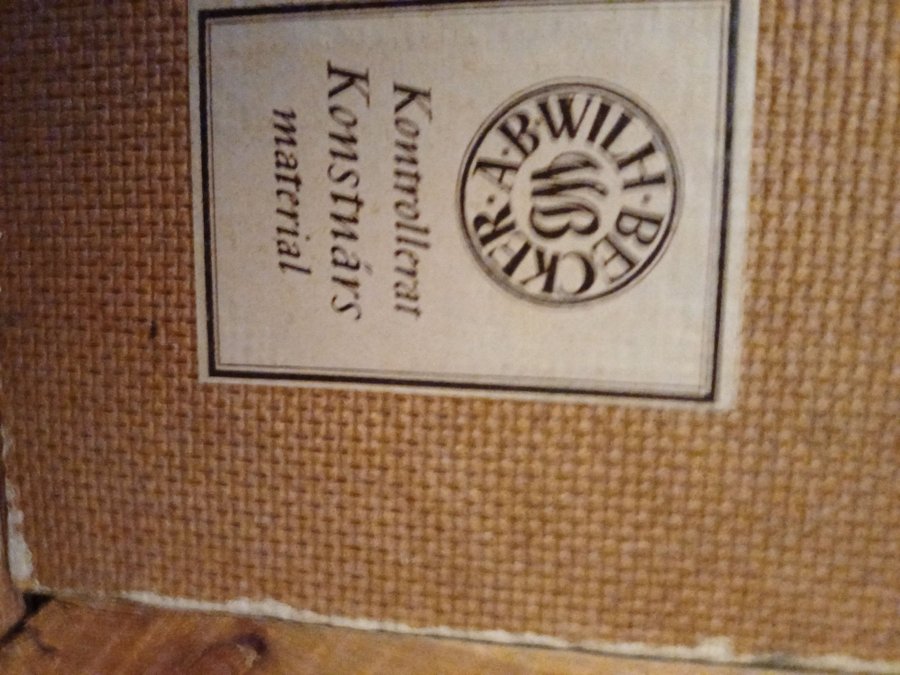 A·B·WILH·BECKER·
WB
Kontrollerat
Konstnärs
material